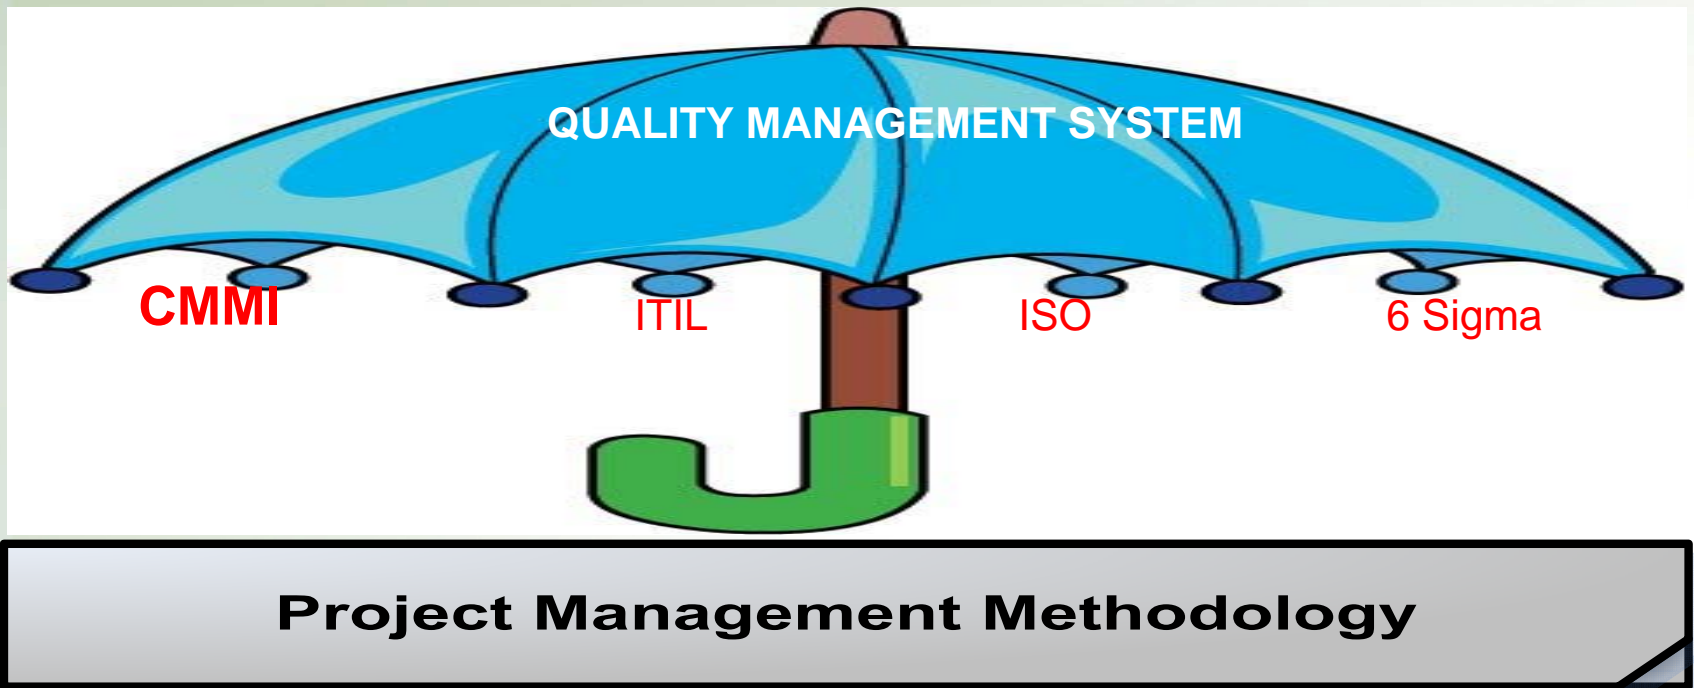 QUALITY MANAGEMENT SYSTEM
CMMI
ITIL
ISO
6 Sigma
Project Management Methodology